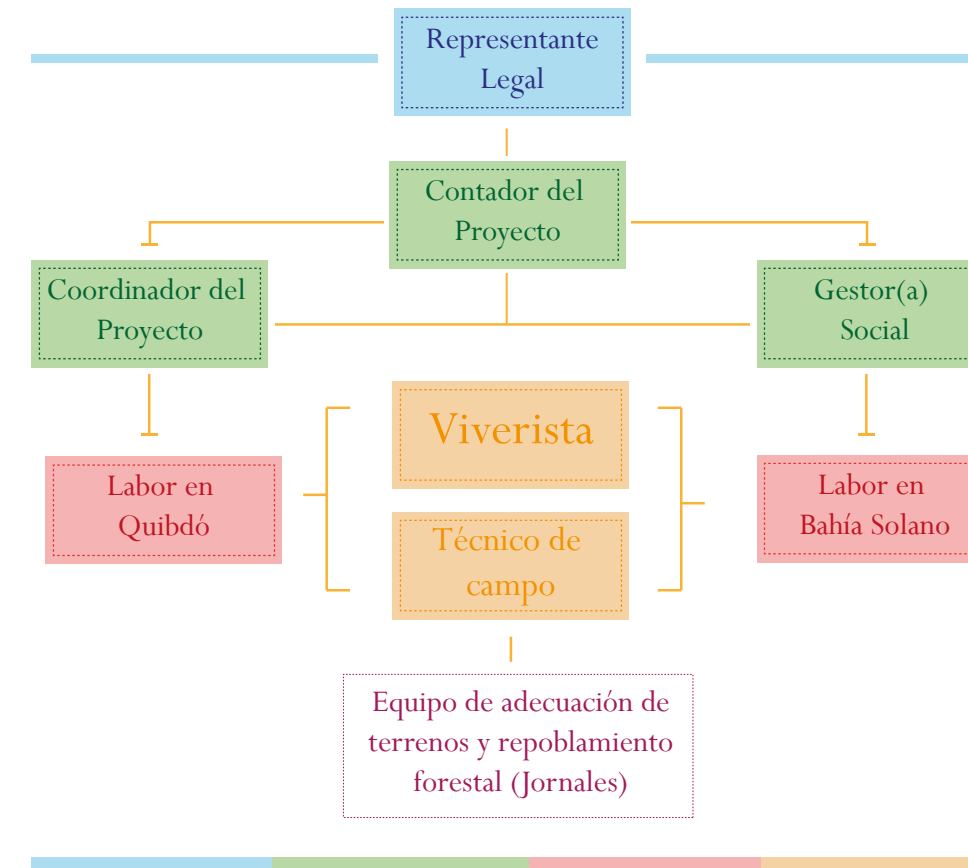 Representante
Legal
Contador del
Proyecto
Coordinador del
Proyecto
Gestor(a)
Social
Viverista
Labor en
Quibdó
Labor en
Bahía Solano
Técnico de
campo
Equipo de adecuación de
terrenos y repoblamiento
forestal (Jornales)